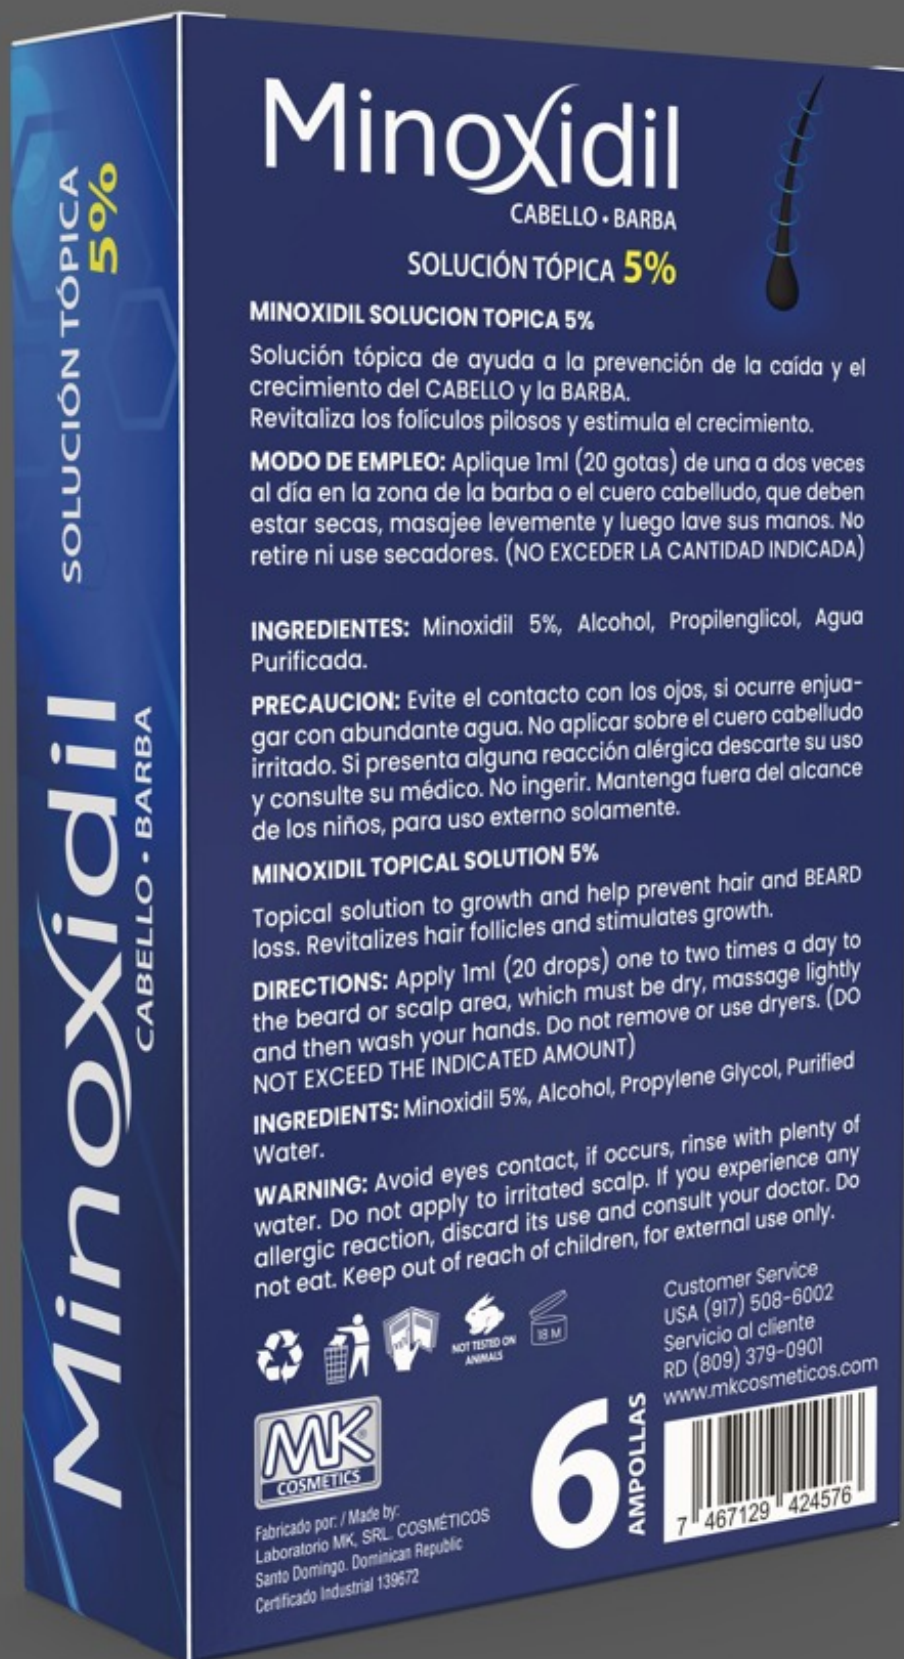 Minoxidil
CABELLO • BARBA
SOLUCIÓN TÓPICA
5%
Minoxidil
CABELLO • BARBA
SOLUCIÓN TÓPICA 5%
MINOXIDIL SOLUCION TOPICA 5%
Solución tópica de ayuda a la prevención de la caída y el
crecimiento del CABELLO y la BARBA.
Revitaliza los folículos pilosos y estimula el crecimiento.
MODO DE EMPLEO: Aplique 1ml (20 gotas) de una a dos veces
al día en la zona de la barba o el cuero cabelludo, que deben
estar secas, masajee levemente y luego lave sus manos. No
retire ni use secadores. (NO EXCEDER LA CANTIDAD INDICADA)
INGREDIENTES: Minoxidil 5%, Alcohol, Propilenglicol, Agua
Purificada.
PRECAUCION: Evite el contacto con los ojos, si ocurre enjua-
gar con abundante agua. No aplicar sobre el cuero cabelludo
irritado. Si presenta alguna reacción alérgica descarte su uso
y consulte su médico. No ingerir. Mantenga fuera del alcance
de los niños, para uso externo solamente.
MINOXIDIL TOPICAL SOLUTION 5%
Topical solution to growth and help prevent hair and BEARD
loss. Revitalizes hair follicles and stimulates growth.
DIRECTIONS: Apply 1ml (20 drops) one to two times a day to
the beard or scalp area, which must be dry, massage lightly
and then wash your hands. Do not remove or use dryers. (DO
NOT EXCEED THE INDICATED AMOUNT)
INGREDIENTS: Minoxidil 5%, Alcohol, Propylene Glycol, Purified
Water.
WARNING: Avoid eyes contact, if occurs, rinse with plenty of
water. Do not apply to irritated scalp. If you experience any
allergic reaction, discard its use and consult your doctor. Do
not eat. Keep out of reach of children, for external use only.
NOT TESTED ON
ANIMALS
18 M
Customer Service
USA (917) 508-6002
Servicio al cliente
RD (809) 379-0901
www.mkcosmeticos.com
MK®
COSMETICS
6
AMPOLLAS
7 467129 424576
Fabricado por: / Made by:
Laboratorio MK, SRL. COSMÉTICOS
Santo Domingo. Dominican Republic
Certificado Industrial 139672